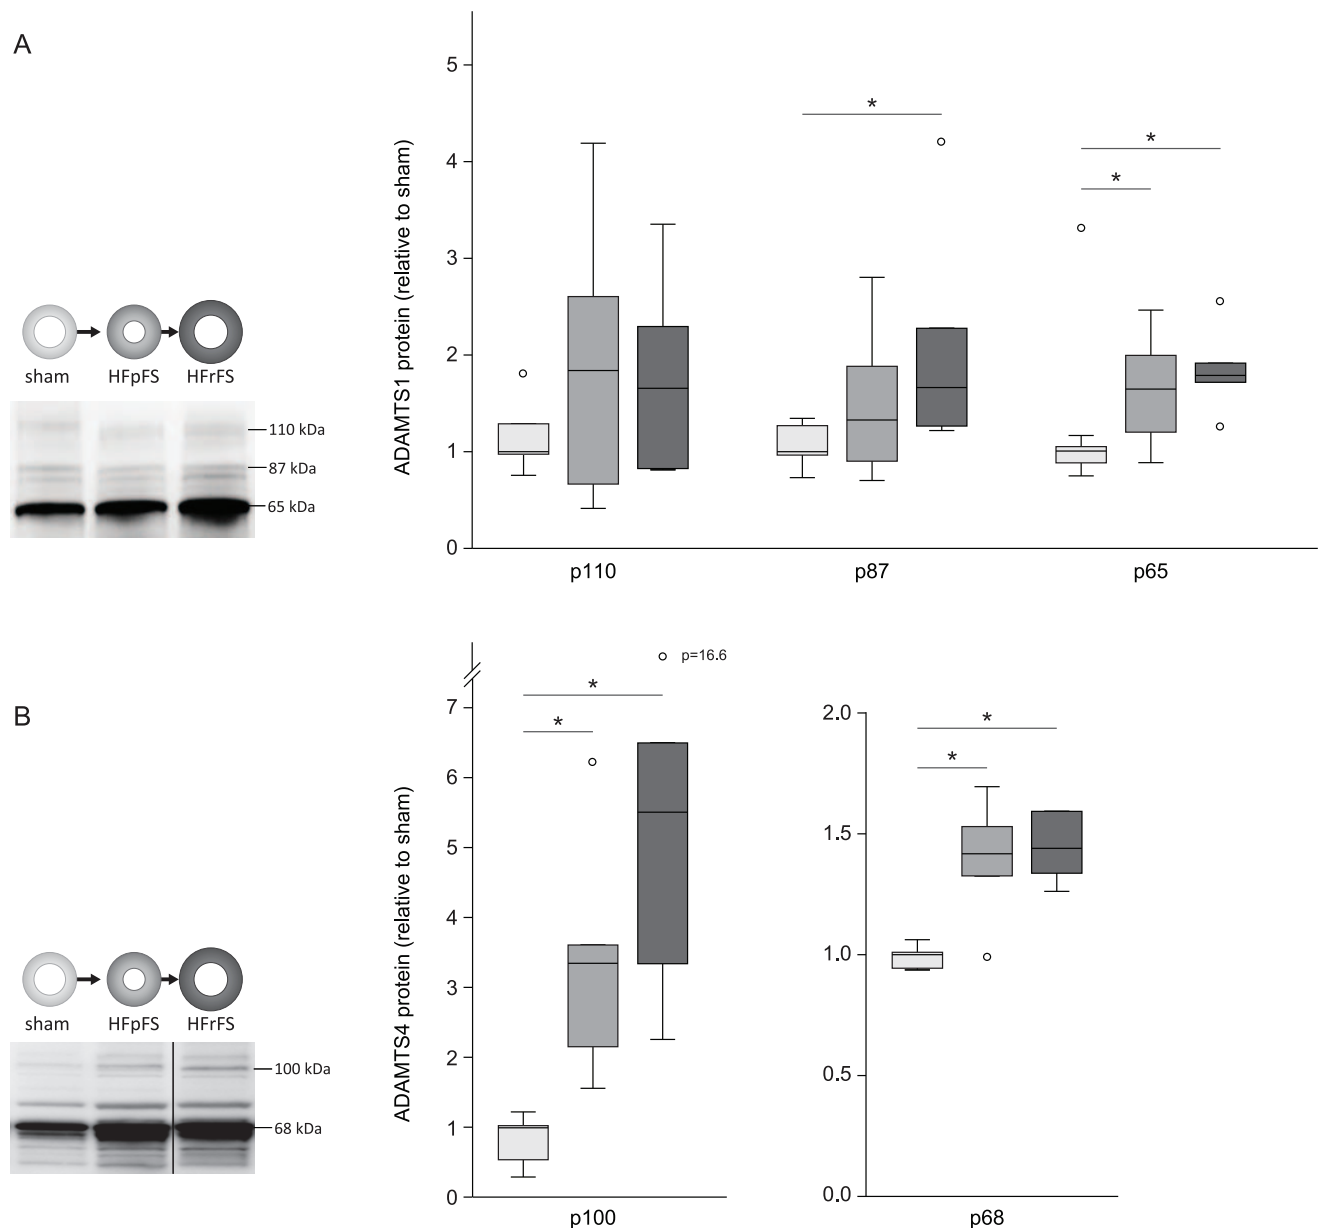 A
sham HFpFS HFrFS
110 kDa
87 kDa
65 kDa
ADAMTS1 protein (relative to sham)
5
4
3
2
1
0
*
*
*
p110 p87 p65
B
sham HFpFS HFrFS
100 kDa
68 kDa
ADAMTS4 protein (relative to sham)
p=16.6
7
6
5
4
3
2
1
0
*
*
p100
2.0
1.5
1.0
0.5
0.0
*
*
p68